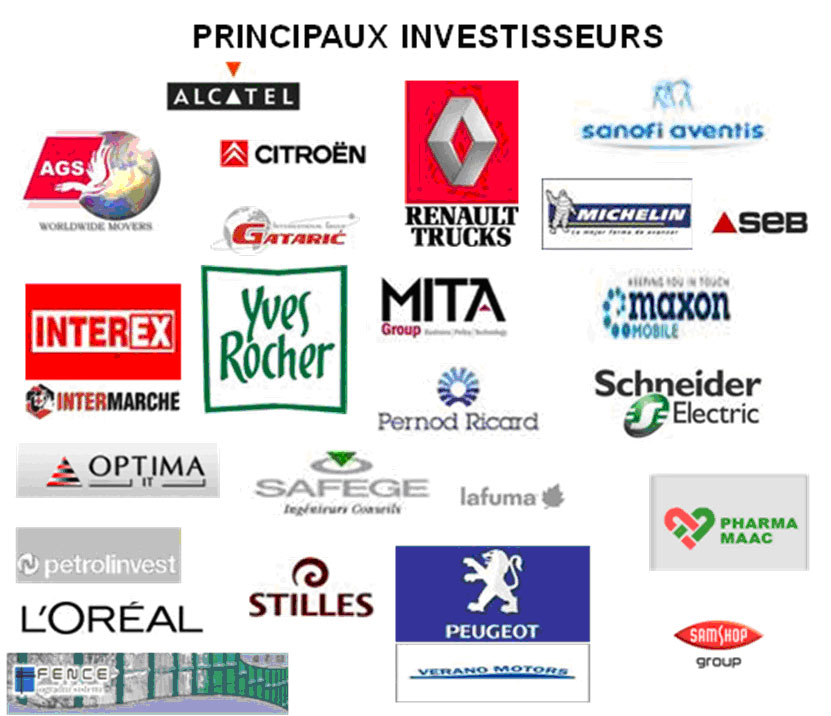 PRINCIPAUX INVESTISSEURS
ALCATEL
AGS
WORLDWIDE MOVERS
CITROËN
International Group
GATARIĆ
RENAULT
TRUCKS
sanofi aventis
MICHELIN
La mejor forma de avanzar
SEB
INTEREX
INTERMARCHE
Yves
Rocher
MITA
Group Business|Policy|Technology
KEEPING YOU IN TOUCH
maxon
MOBILE
Pernod Ricard
Schneider
Electric
OPTIMA
IT
SAFEGE
Ingénieurs Conseils
lafuma
PHARMA
MAAC
petrolinvest
L'ORÉAL
STILLES
PEUGEOT
VERANO MOTORS
SAMSHOP
group
FENCE